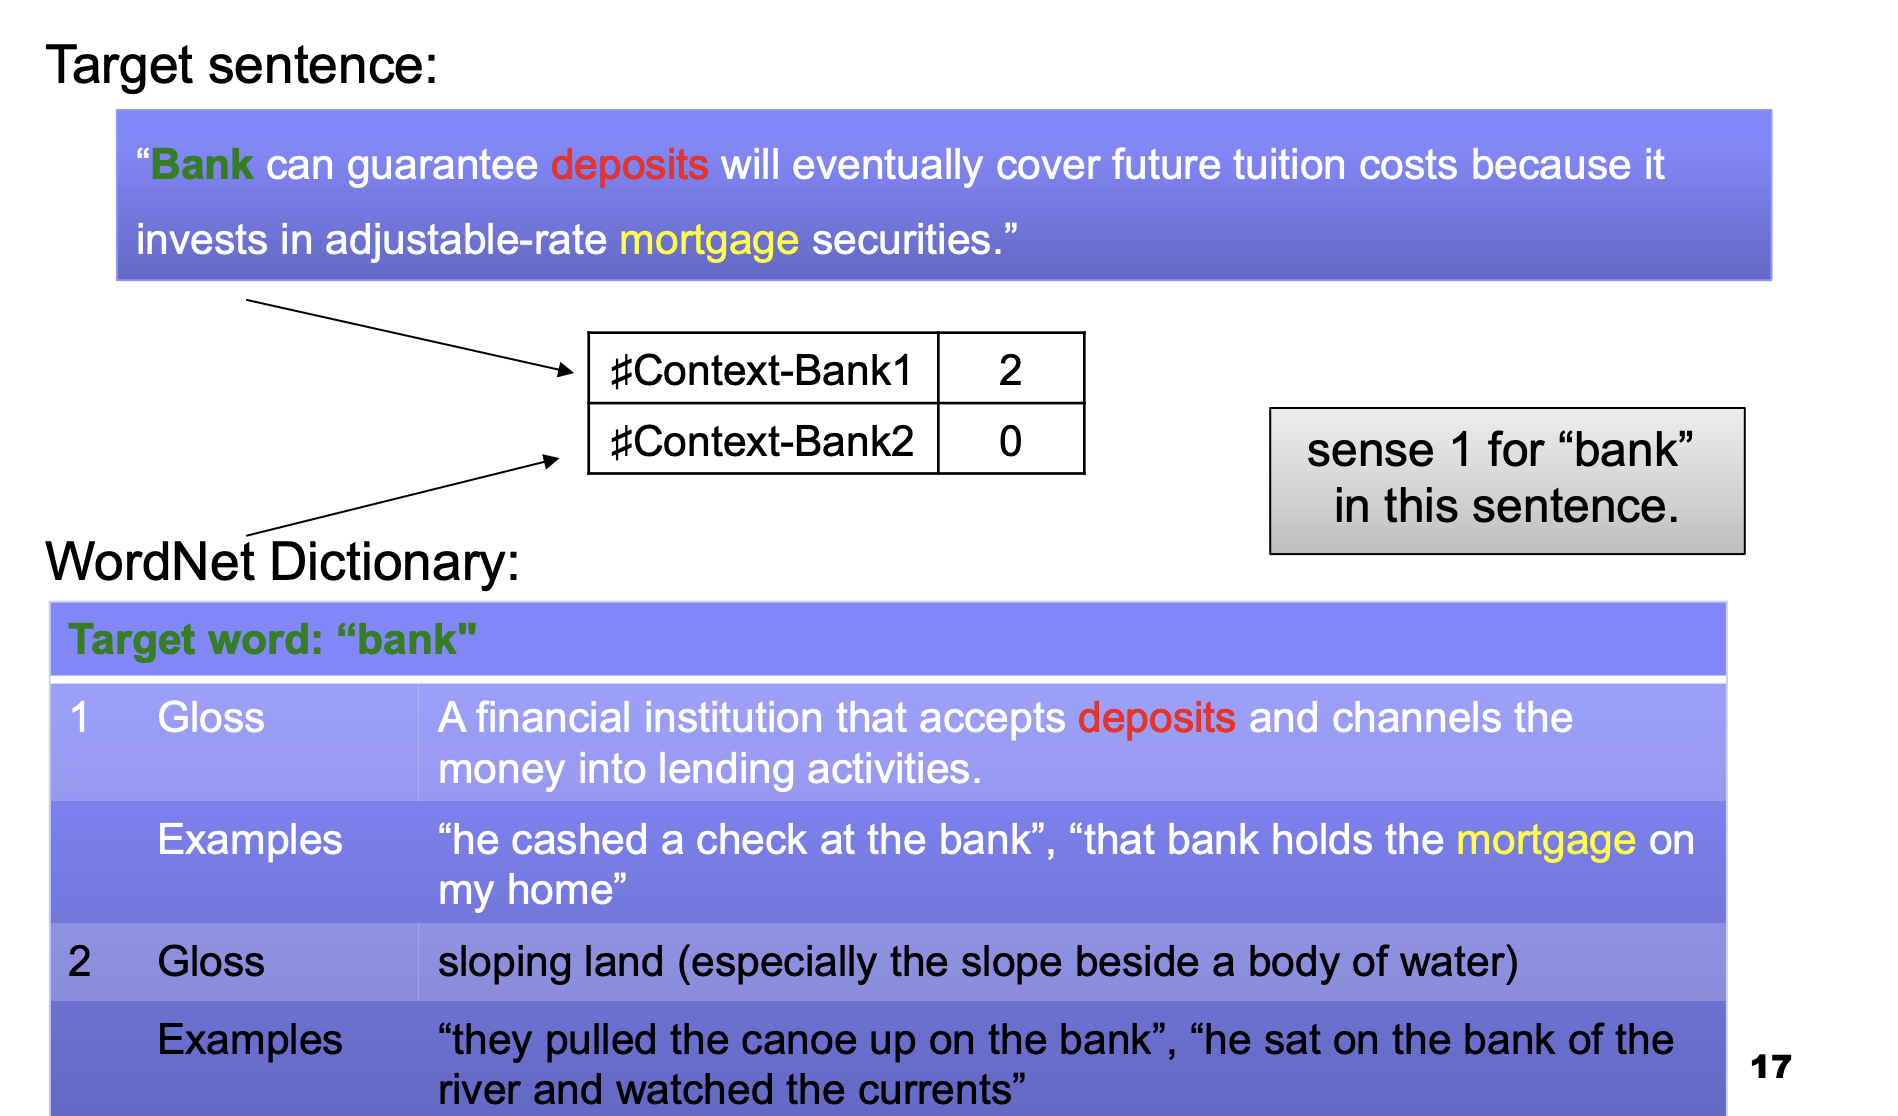 Target sentence:
“Bank can guarantee deposits will eventually cover future tuition costs because it
invests in adjustable-rate mortgage securities.”
♯Context-Bank1 2
♯Context-Bank2 0
sense 1 for “bank”
in this sentence.
WordNet Dictionary:
Target word: “bank"
1 Gloss A financial institution that accepts deposits and channels the
money into lending activities.
Examples “he cashed a check at the bank”, “that bank holds the mortgage on
my home”
2 Gloss sloping land (especially the slope beside a body of water)
Examples “they pulled the canoe up on the bank”, “he sat on the bank of the
river and watched the currents”
17